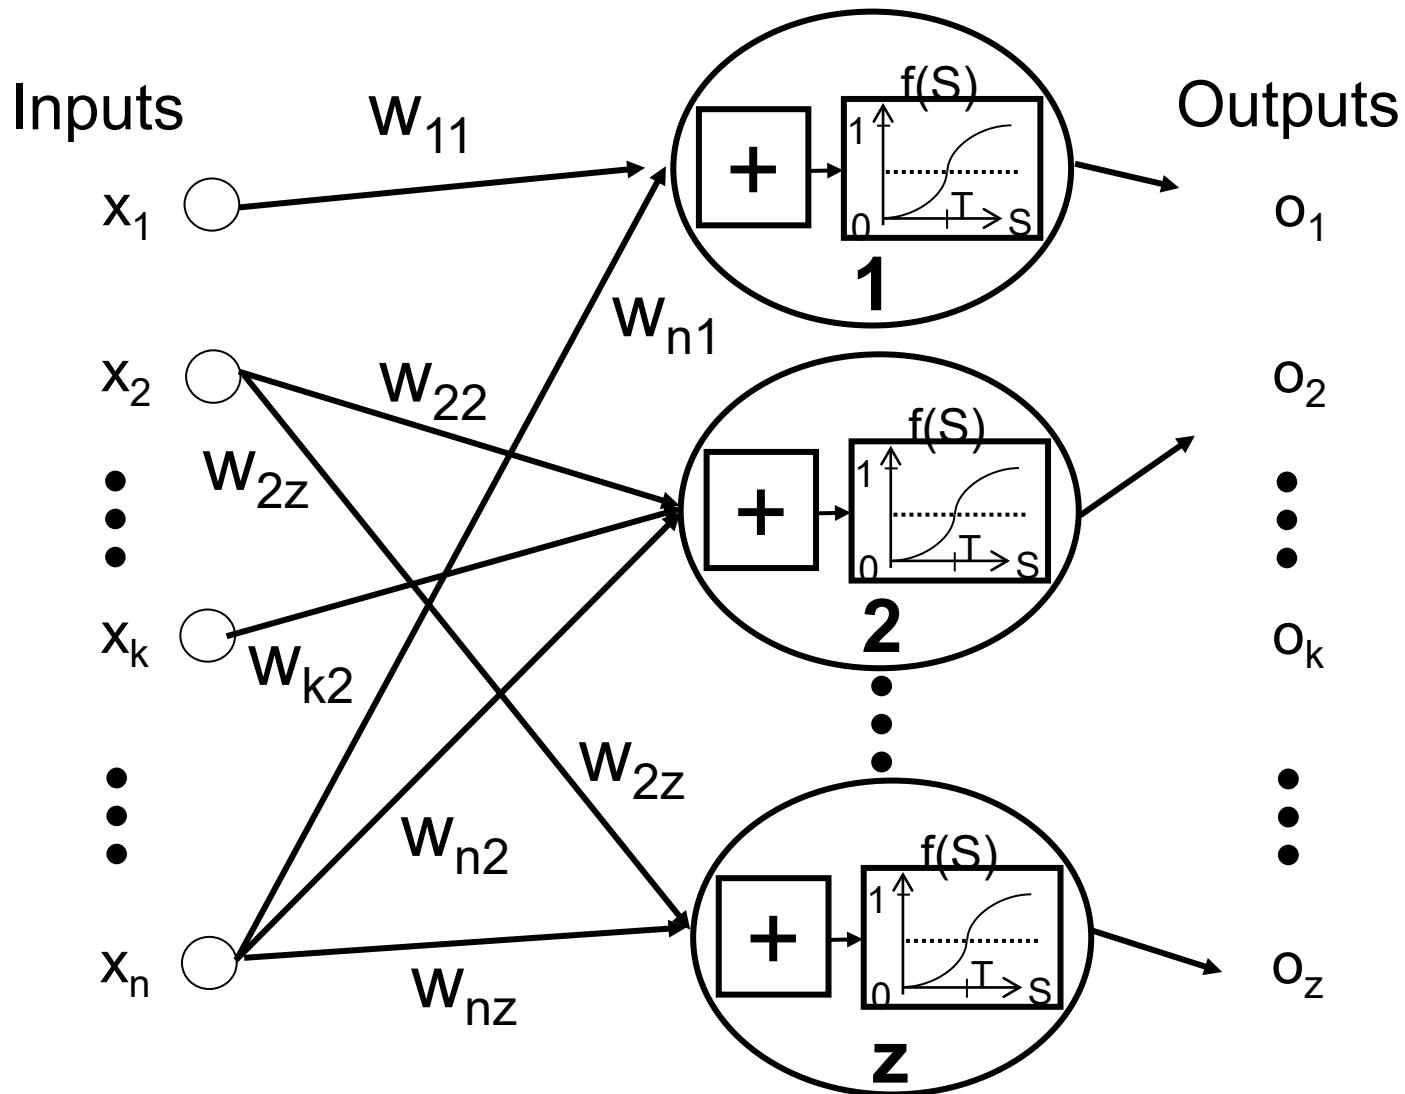 Inputs
Outputs
w11
f(S)
+
1
0
T
S
1
x1
o1
wn1
x2
w22
o2
w2z
f(S)
+
1
0
T
S
2
xk
wk2
ok
w2z
wn2
f(S)
+
1
0
T
S
z
xn
wnz
oz